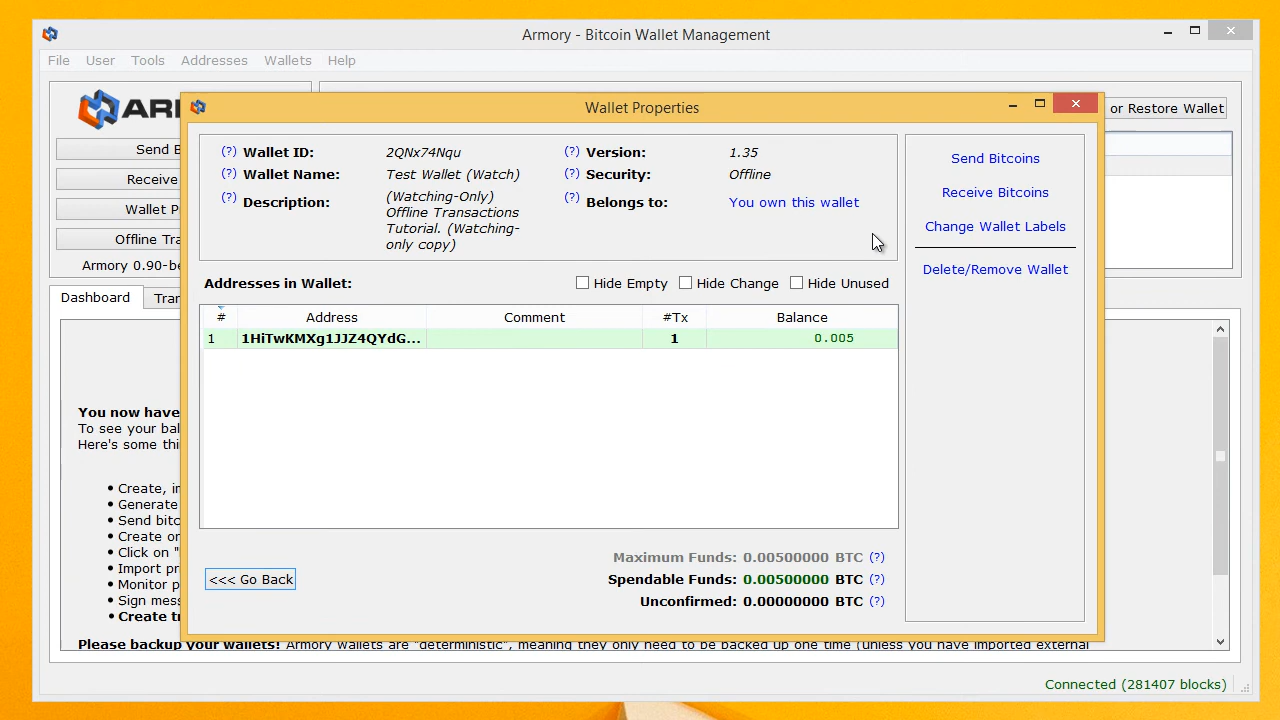 Armory - Bitcoin Wallet Management
File User Tools Addresses Wallets Help
AR
or Restore Wallet
Send B
Receive
Wallet P
Offline Tra
Armory 0.90-be
Dashboard Tran
Wallet Properties
(?) Wallet ID: 2QNx74Nqu (?) Version: 1.35
(?) Wallet Name: Test Wallet (Watch) (?) Security: Offline
(?) Description: (Watching-Only) (?) Belongs to: You own this wallet
Offline Transactions
Tutorial. (Watching-
only copy)
Send Bitcoins
Receive Bitcoins
Change Wallet Labels
Delete/Remove Wallet
Addresses in Wallet: Hide Empty Hide Change Hide Unused
# Address Comment #Tx Balance
1 1HiTwKMXg1JJZ4QYdG... 1 0.005
Maximum Funds: 0.00500000 BTC (?)
<<< Go Back Spendable Funds: 0.00500000 BTC (?)
Unconfirmed: 0.00000000 BTC (?)
You now have
To see your bal
Here's some thi
• Create, i
• Generate
• Send bitc
• Create or
• Click on "
• Import pr
• Monitor p
• Sign mess
• Create tr
Please backup your wallets! Armory wallets are "deterministic", meaning they only need to be backed up one time (unless you have imported external
Connected (281407 blocks)